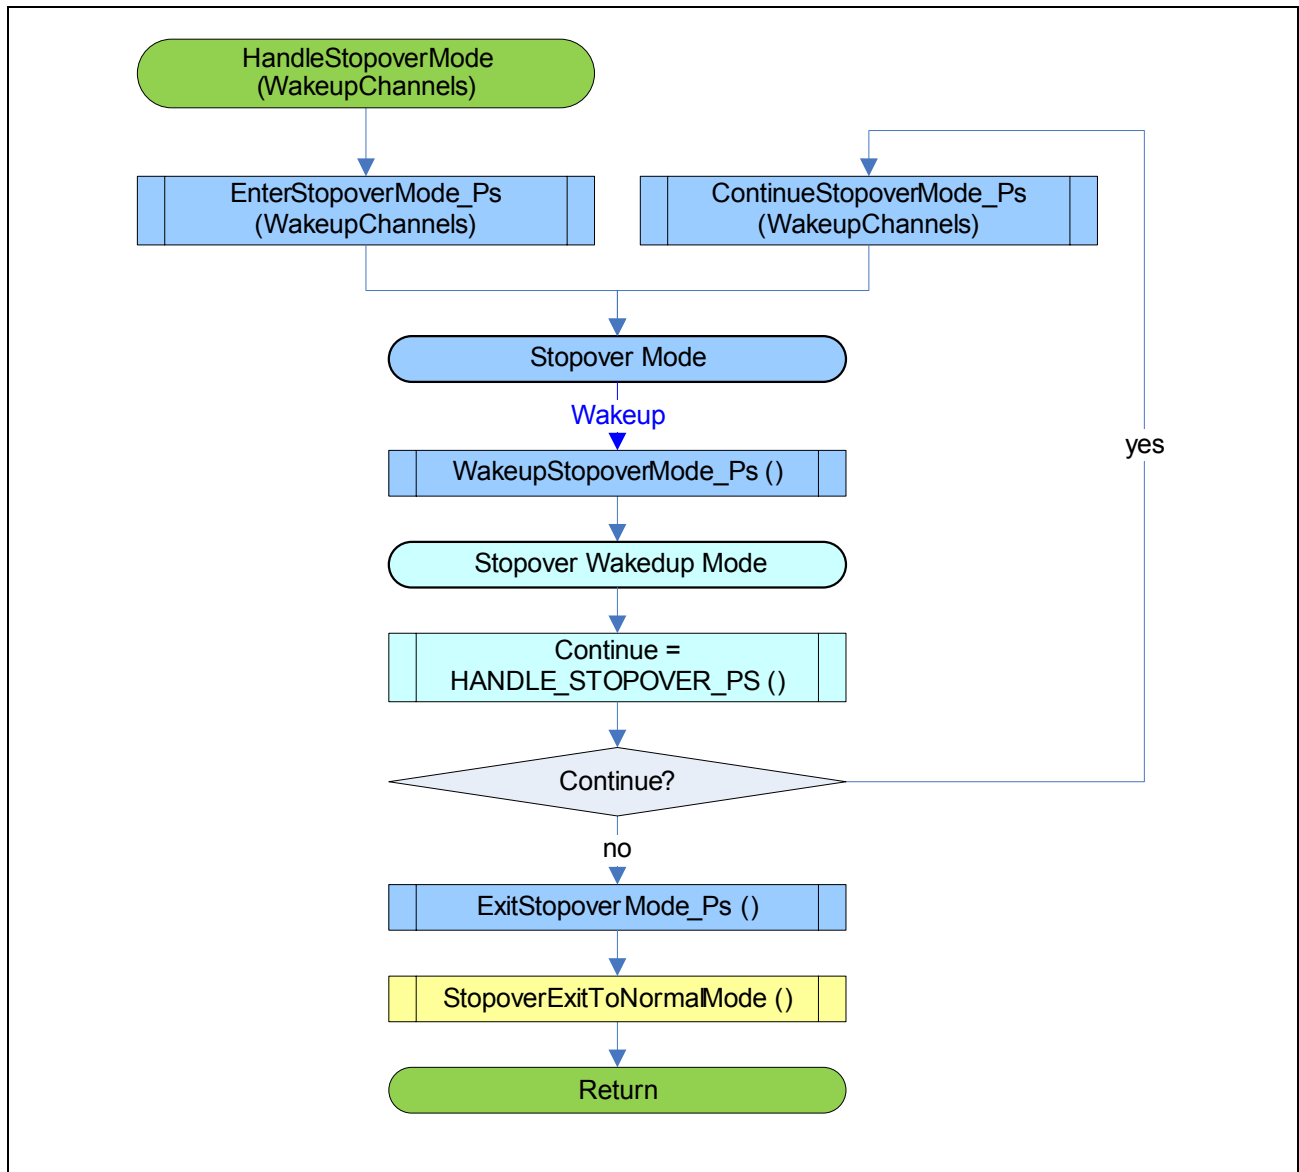 HandleStopoverMode
(WakeupChannels)
EnterStopoverMode_Ps
(WakeupChannels)
ContinueStopoverMode_Ps
(WakeupChannels)
Stopover Mode
Wakeup
yes
WakeupStopoverMode_Ps ()
Stopover Wakedup Mode
Continue =
HANDLE_STOPOVER_PS ()
Continue?
no
ExitStopover Mode_Ps ()
StopoverExitToNormalMode ()
Return